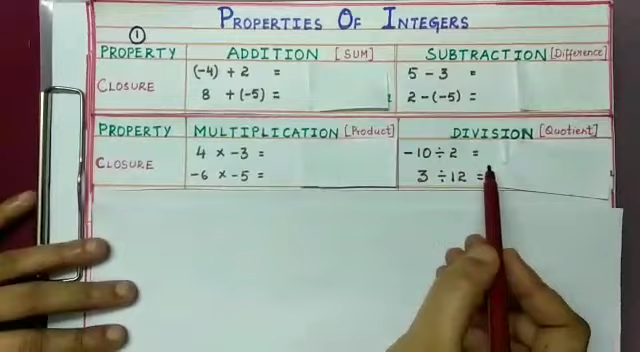 PROPERTIES OF INTEGERS
1
PROPERTY ADDITION [SUM] SUBTRACTION [Difference]
CLOSURE
(-4) + 2 =
8 + (-5) =
5 - 3 =
2 - (-5) =
PROPERTY MULTIPLICATION [Product] DIVISION [Quotient]
CLOSURE
4 × -3 =
-6 × -5 =
-10 ÷ 2 =
3 ÷ 12 =